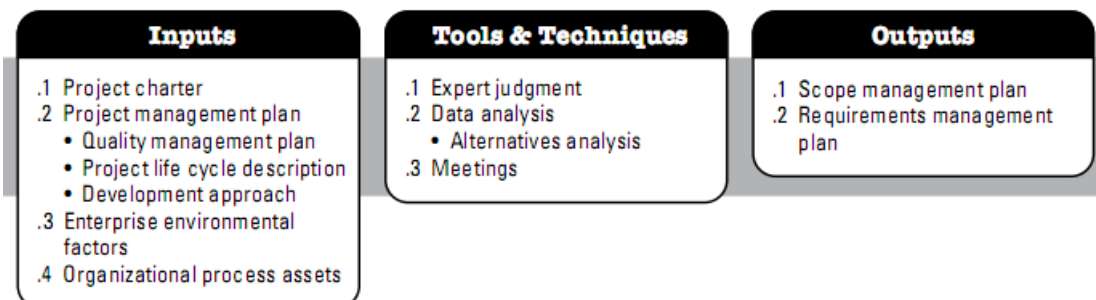 Inputs
.1 Project charter
.2 Project management plan
• Quality management plan
• Project life cycle description
• Development approach
.3 Enterprise environmental
factors
.4 Organizational process assets
Tools & Techniques
.1 Expert judgment
.2 Data analysis
• Alternatives analysis
.3 Meetings
Outputs
.1 Scope management plan
.2 Requirements management
plan